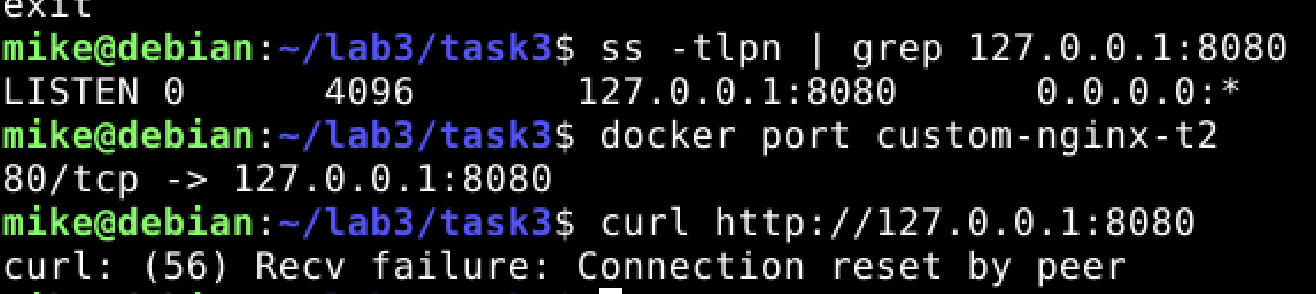 exit
mike@debian:~/lab3/task3$ ss -tlpn | grep 127.0.0.1:8080
LISTEN 0      4096         127.0.0.1:8080       0.0.0.0:*
mike@debian:~/lab3/task3$ docker port custom-nginx-t2
80/tcp -> 127.0.0.1:8080
mike@debian:~/lab3/task3$ curl http://127.0.0.1:8080
curl: (56) Recv failure: Connection reset by peer